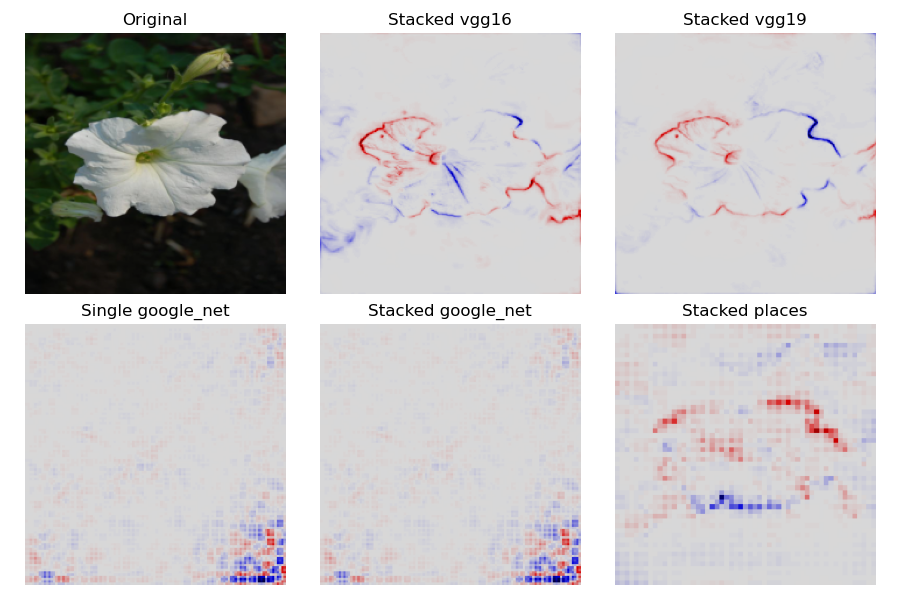 Original
Stacked vgg16
Stacked vgg19
Single google_net
Stacked google_net
Stacked places